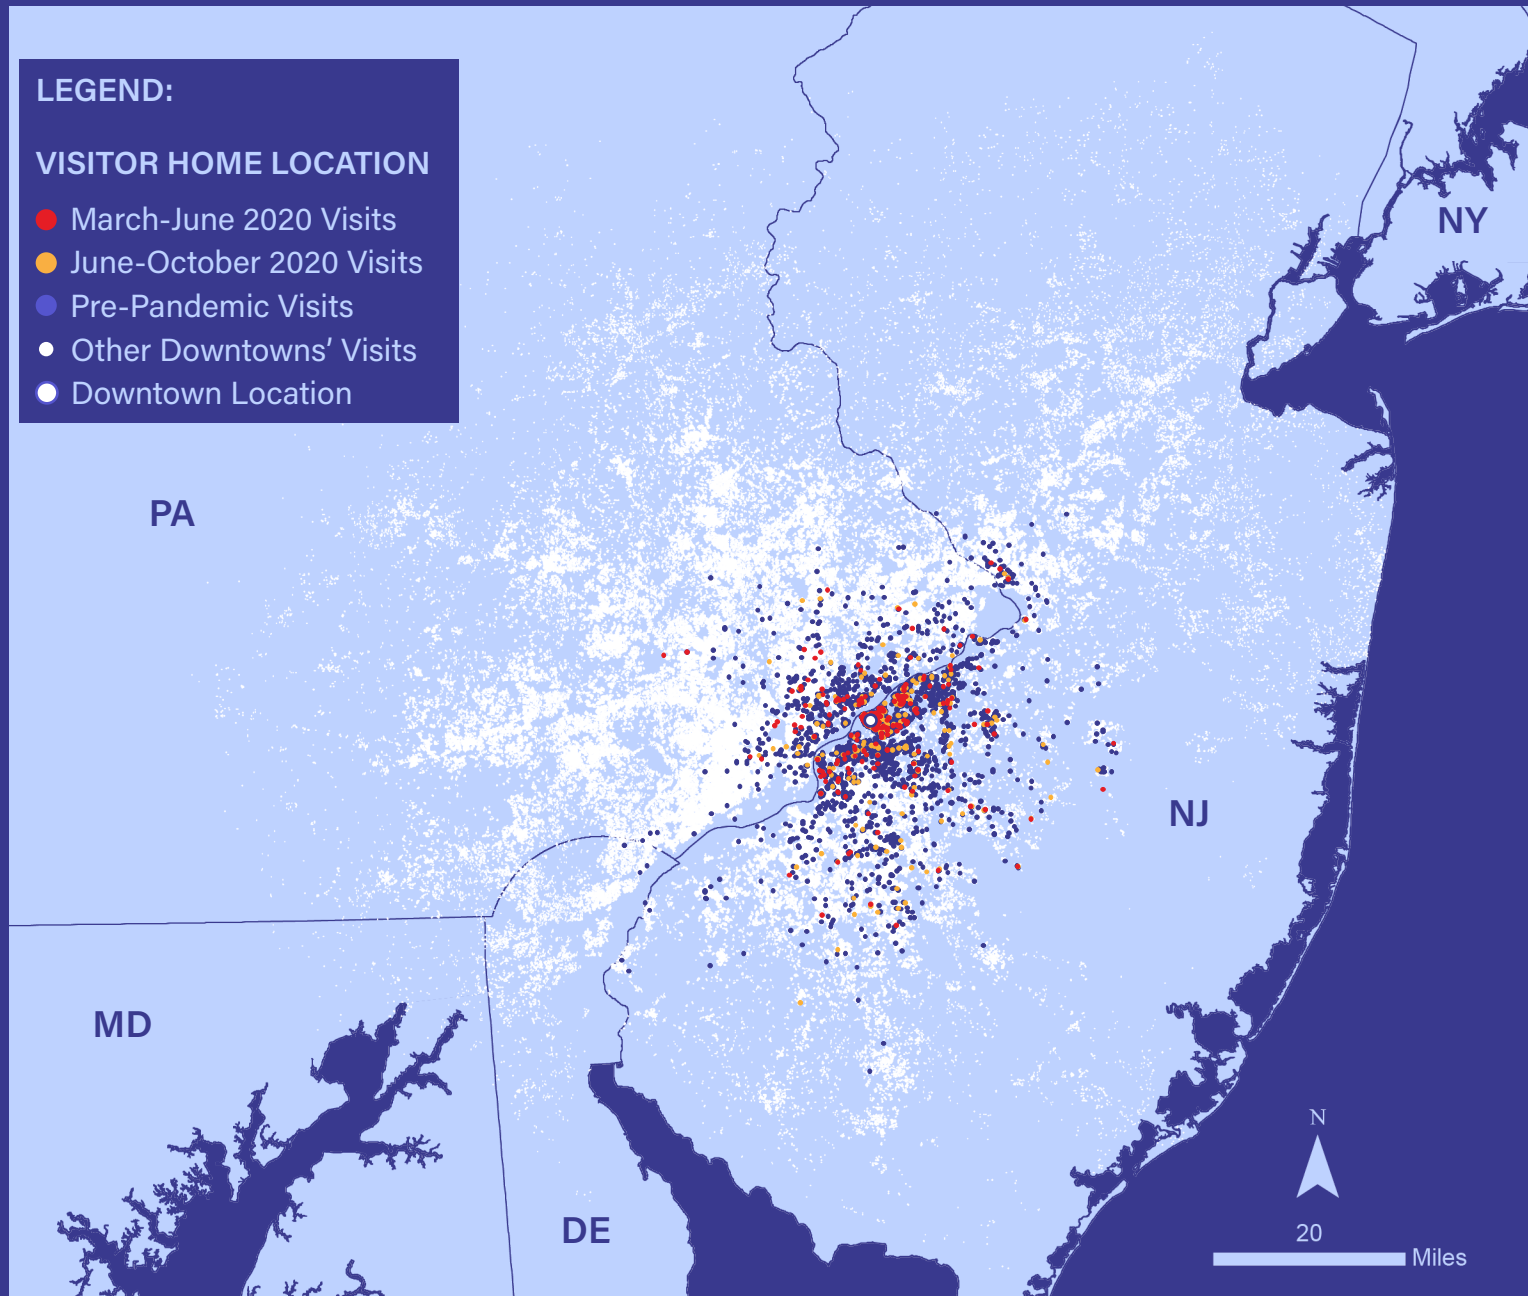 LEGEND:
VISITOR HOME LOCATION
March-June 2020 Visits
June-October 2020 Visits
Pre-Pandemic Visits
Other Downtowns’ Visits
Downtown Location
NY
PA
NJ
MD
DE
N
20
Miles